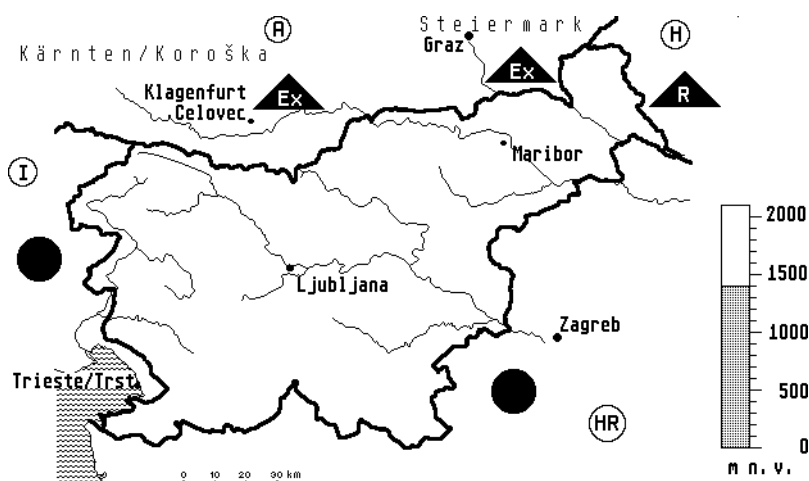 A
Steiermark
H
Graz
Kärnten/Koroška
Ex
Ex
R
Klagenfurt
Celovec
Maribor
I
2000
1500
1000
500
0
m n. v.
Ljubljana
Zagreb
Trieste/Trst
HR
0 10 20 30 km